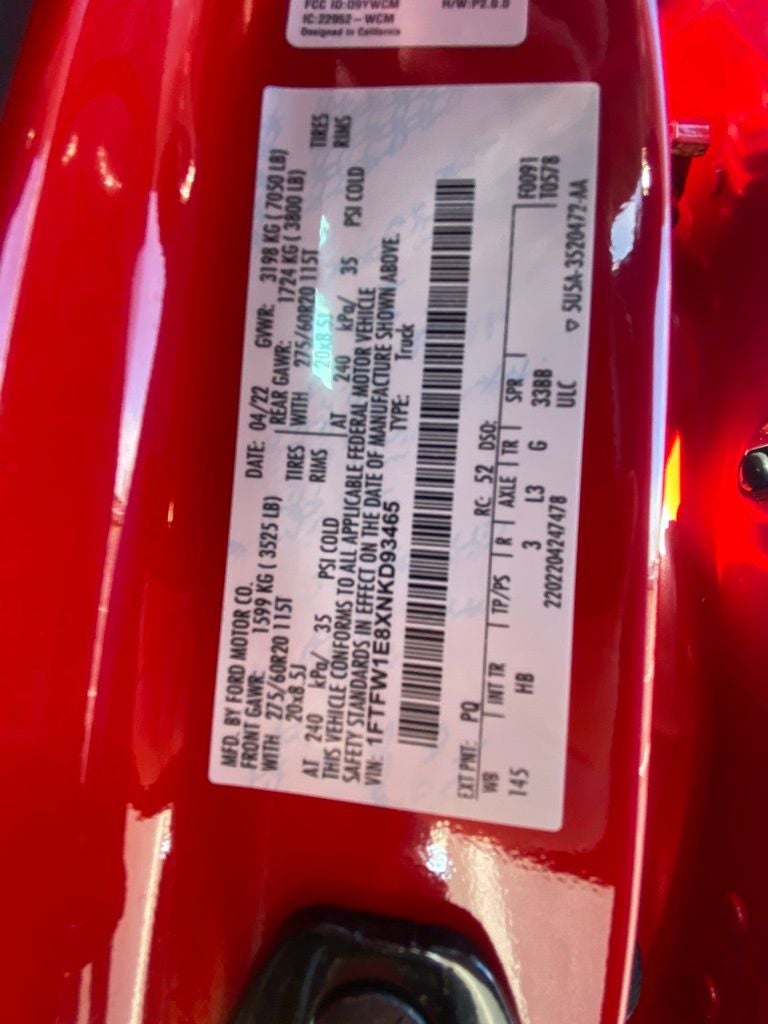 FCC ID:O9YWCM H/W:P2.0.0
IC:22952-WCM
Designed in California
MFD. BY FORD MOTOR CO. DATE: 04/22 GVWR: 3198 KG ( 7050 LB)
FRONT GAWR: 1599 KG ( 3525 LB) REAR GAWR: 1724 KG ( 3800 LB)
WITH 275/60R20 115T TIRES WITH 275/60R20 115T TIRES
20x8.5J RIMS 20x8.5J RIMS
AT 240 kPa/ 35 PSI COLD AT 240 kPa/ 35 PSI COLD
THIS VEHICLE CONFORMS TO ALL APPLICABLE FEDERAL MOTOR VEHICLE
SAFETY STANDARDS IN EFFECT ON THE DATE OF MANUFACTURE SHOWN ABOVE.
VIN: 1FTFW1E8XNKD93465 TYPE: Truck
EXT PNT: PQ RC: 52 DSO: F0091
WB INT TR TP/PS R AXLE TR SPR T0578
145 HB 3 L3 G 33BB
2202204247478 ULC ▽ 5U5A-3520472-AA